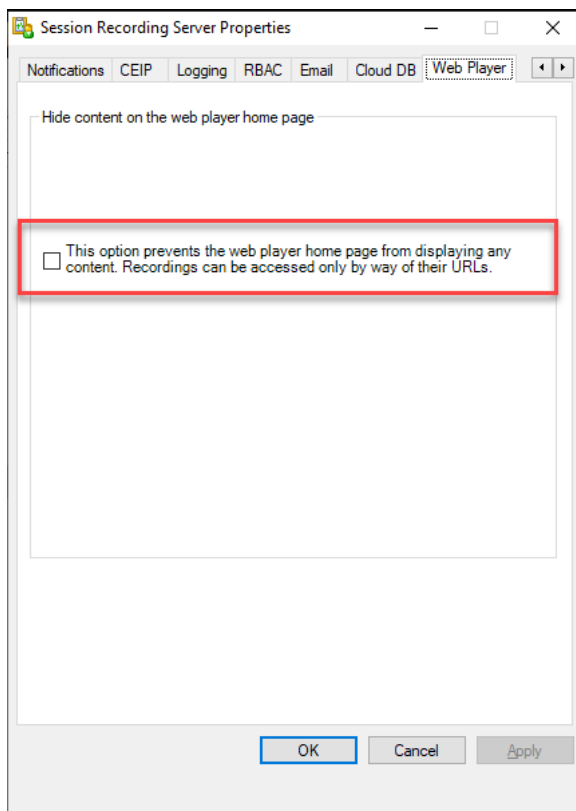 Session Recording Server Properties
Notifications CEIP Logging RBAC Email Cloud DB Web Player
Hide content on the web player home page
This option prevents the web player home page from displaying any
content. Recordings can be accessed only by way of their URLs.
OK Cancel Apply